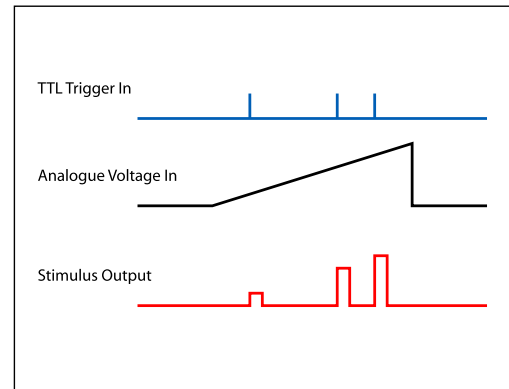 TTL Trigger In
Analogue Voltage In
Stimulus Output